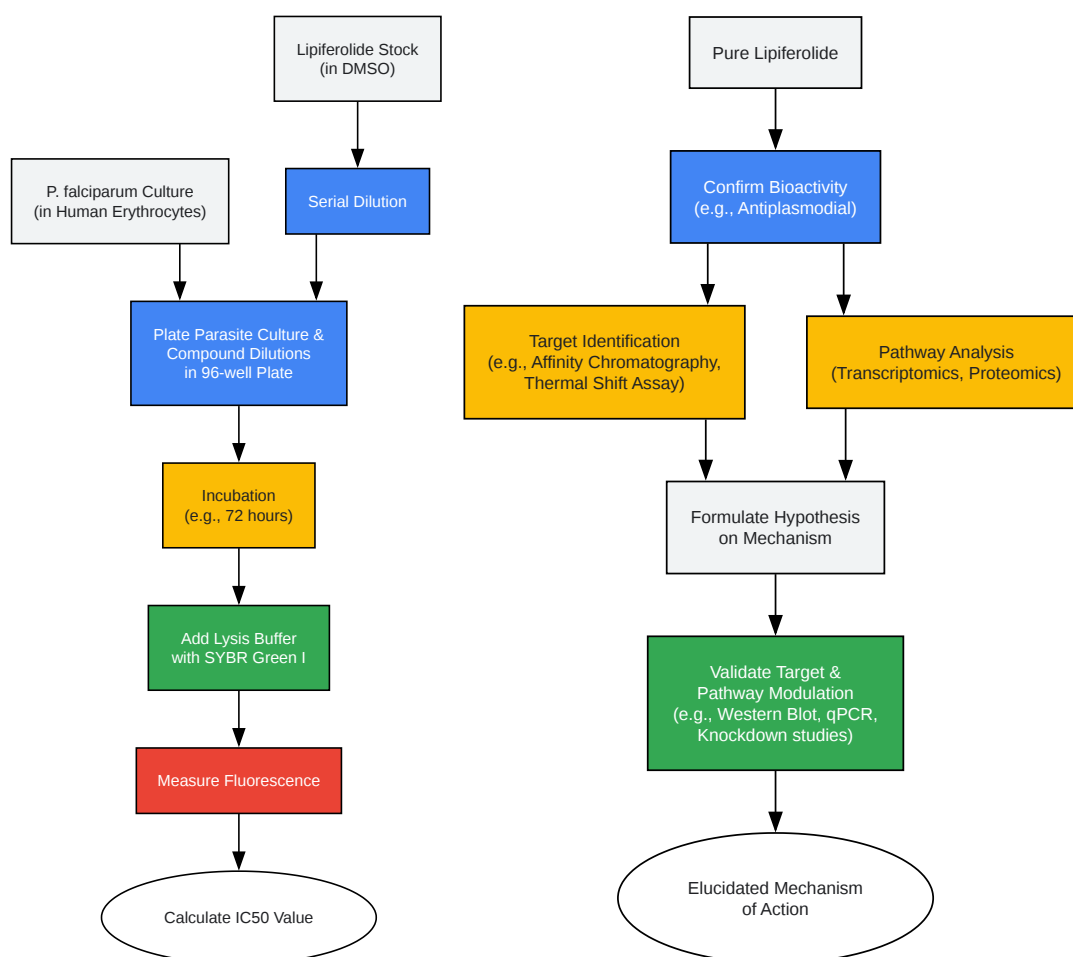 Lipiferolide Stock
(in DMSO)
P. falciparum Culture
(in Human Erythrocytes)
Serial Dilution
Plate Parasite Culture &
Compound Dilutions
in 96-well Plate
Incubation
(e.g., 72 hours)
Add Lysis Buffer
with SYBR Green I
Measure Fluorescence
Calculate IC50 Value
Pure Lipiferolide
Confirm Bioactivity
(e.g., Antiplasmodial)
Target Identification
(e.g., Affinity Chromatography,
Thermal Shift Assay)
Pathway Analysis
(Transcriptomics, Proteomics)
Formulate Hypothesis
on Mechanism
Validate Target &
Pathway Modulation
(e.g., Western Blot, qPCR,
Knockdown studies)
Elucidated Mechanism
of Action